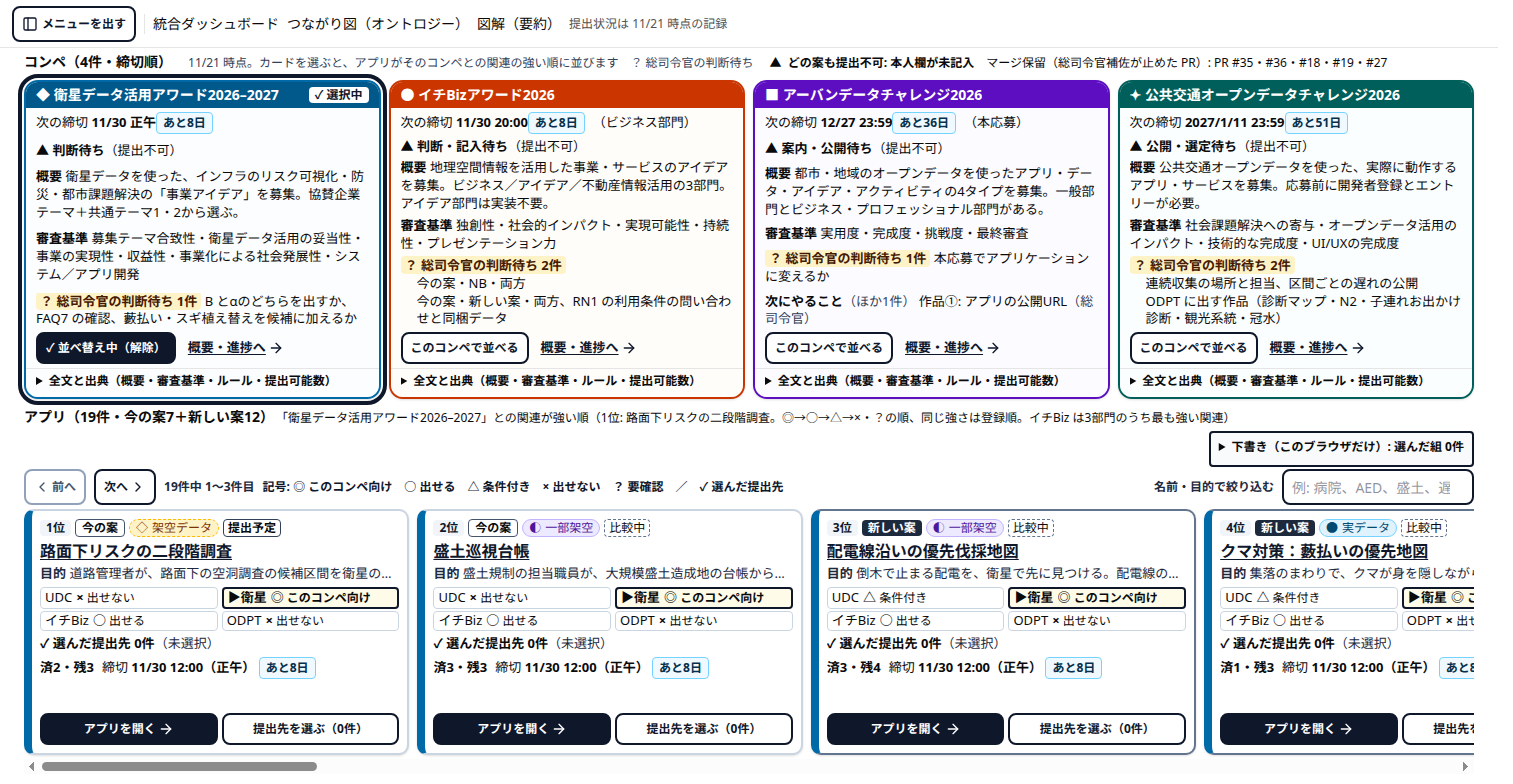 メニューを出す 統合ダッシュボード つながり図（オントロジー） 図解（要約） 提出状況は 11/21 時点の記録
コンペ（4件・締切順） 11/21 時点。カードを選ぶと、アプリがそのコンペとの関連の強い順に並びます ？ 総司令官の判断待ち ▲ どの案も提出不可: 本人欄が未記入 マージ保留（総司令官補佐が止めた PR）: PR #35・#36・#18・#19・#27
◆ 衛星データ活用アワード2026–2027 ✓ 選択中
次の締切 11/30 正午 あと8日
▲ 判断待ち（提出不可）
概要 衛星データを使った、インフラのリスク可視化・防
災・都市課題解決の「事業アイデア」を募集。協賛企業
テーマ＋共通テーマ1・2から選ぶ。
審査基準 募集テーマ合致性・衛星データ活用の妥当性・
事業の実現性・収益性・事業化による社会発展性・シス
テム／アプリ開発
？ 総司令官の判断待ち 1件 B とαのどちらを出すか、
FAQ7 の確認、藪払い・スギ植え替えを候補に加えるか
✓ 並べ替え中（解除） 概要・進捗へ →
▶ 全文と出典（概要・審査基準・ルール・提出可能数）
● イチBizアワード2026
次の締切 11/30 20:00 あと8日 （ビジネス部門）
▲ 判断・記入待ち（提出不可）
概要 地理空間情報を活用した事業・サービスのアイデア
を募集。ビジネス／アイデア／不動産情報活用の3部門。
アイデア部門は実装不要。
審査基準 独創性・社会的インパクト・実現可能性・持続
性・プレゼンテーション力
？ 総司令官の判断待ち 2件
今の案・NB・両方
今の案・新しい案・両方、RN1 の利用条件の問い合わ
せと同梱データ
このコンペで並べる 概要・進捗へ →
▶ 全文と出典（概要・審査基準・ルール・提出可能数）
■ アーバンデータチャレンジ2026
次の締切 12/27 23:59 あと36日 （本応募）
▲ 案内・公開待ち（提出不可）
概要 都市・地域のオープンデータを使ったアプリ・デー
タ・アイデア・アクティビティの4タイプを募集。一般部
門とビジネス・プロフェッショナル部門がある。
審査基準 実用度・完成度・挑戦度・最終審査
？ 総司令官の判断待ち 1件 本応募でアプリケーション
に変えるか
次にやること（ほか1件） 作品①: アプリの公開URL（総
司令官）
このコンペで並べる 概要・進捗へ →
▶ 全文と出典（概要・審査基準・ルール・提出可能数）
✦ 公共交通オープンデータチャレンジ2026
次の締切 2027/1/11 23:59 あと51日
▲ 公開・選定待ち（提出不可）
概要 公共交通オープンデータを使った、実際に動作する
アプリ・サービスを募集。応募前に開発者登録とエント
リーが必要。
審査基準 社会課題解決への寄与・オープンデータ活用の
インパクト・技術的な完成度・UI/UXの完成度
？ 総司令官の判断待ち 2件
連続収集の場所と担当、区間ごとの遅れの公開
ODPT に出す作品（診断マップ・N2・子連れお出かけ
診断・観光系統・冠水）
このコンペで並べる 概要・進捗へ →
▶ 全文と出典（概要・審査基準・ルール・提出可能数）
アプリ（19件・今の案7＋新しい案12） 「衛星データ活用アワード2026–2027」との関連が強い順（1位: 路面下リスクの二段階調査。◎→○→△→×・？の順、同じ強さは登録順。イチBiz は3部門のうち最も強い関連）
▶ 下書き（このブラウザだけ）: 選んだ組 0件
< 前へ 次へ > 19件中 1〜3件目 記号: ◎ このコンペ向け ○ 出せる △ 条件付き × 出せない ？ 要確認 ／ ✓ 選んだ提出先 名前・目的で絞り込む 例: 病院、AED、盛土、遅
1位 今の案 ◇ 架空データ 提出予定
路面下リスクの二段階調査
目的 道路管理者が、路面下の空洞調査の候補区間を衛星の…
UDC × 出せない ▶衛星 ◎ このコンペ向け
イチBiz ○ 出せる ODPT × 出せない
✓ 選んだ提出先 0件（未選択）
済2・残3 締切 11/30 12:00（正午） あと8日
アプリを開く → 提出先を選ぶ（0件）
2位 今の案 ◐ 一部架空 比較中
盛土巡視台帳
目的 盛土規制の担当職員が、大規模盛土造成地の台帳から…
UDC × 出せない ▶衛星 ◎ このコンペ向け
イチBiz ○ 出せる ODPT × 出せない
✓ 選んだ提出先 0件（未選択）
済3・残3 締切 11/30 12:00（正午） あと8日
アプリを開く → 提出先を選ぶ（0件）
3位 新しい案 ◐ 一部架空 比較中
配電線沿いの優先伐採地図
目的 倒木で止まる配電を、衛星で先に見つける。配電線の…
UDC △ 条件付き ▶衛星 ◎ このコンペ向け
イチBiz ○ 出せる ODPT × 出せない
✓ 選んだ提出先 0件（未選択）
済3・残4 締切 11/30 12:00（正午） あと8日
アプリを開く → 提出先を選ぶ（0件）
4位 新しい案 ● 実データ 比較中
クマ対策：藪払いの優先地図
目的 集落のまわりで、クマが身を隠しなが
UDC △ 条件付き ▶衛星 ◎ こ
イチBiz ○ 出せる ODPT × 出せ
✓ 選んだ提出先 0件（未選択）
済1・残3 締切 11/30 12:00（正午） あと8
アプリを開く → 提出先